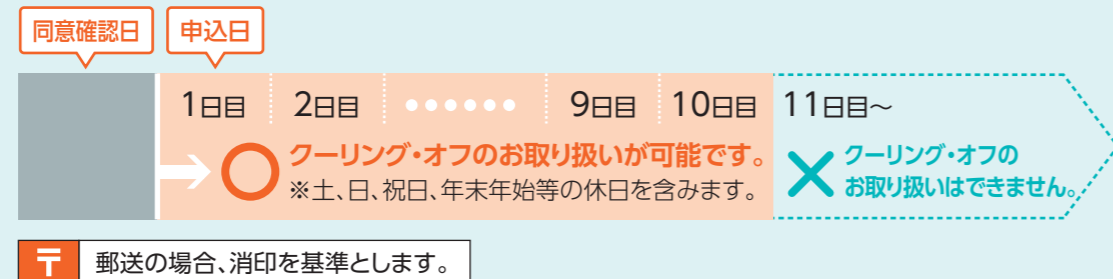 同意確認日 申込日
1日目 2日目 •••••• 9日目 10日目 11日目～
クーリング・オフのお取り扱いが可能です。
※土、日、祝日、年末年始等の休日を含みます。
クーリング・オフの
お取り扱いはできません。
〒 郵送の場合、消印を基準とします。